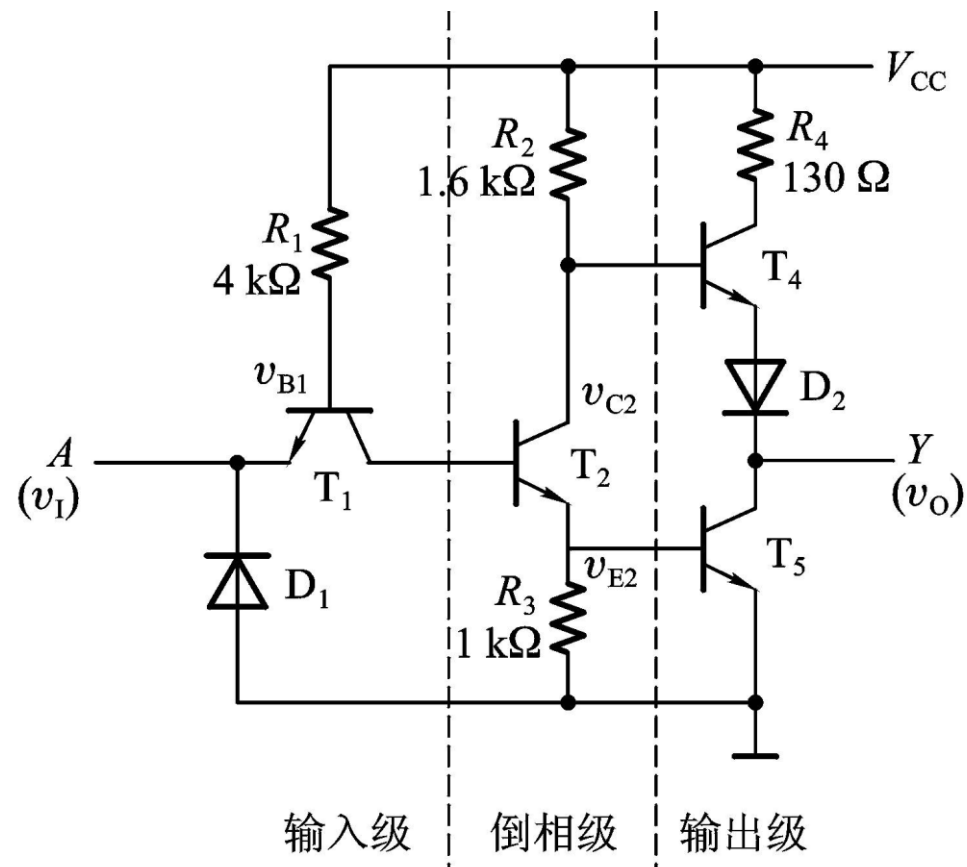 V_CC
R_2
1.6 kΩ
R_4
130 Ω
R_1
4 kΩ
T_4
v_B1
v_C2
D_2
A
(v_I)
T_1
T_2
Y
(v_O)
D_1
v_E2
T_5
R_3
1 kΩ
输入级
倒相级
输出级